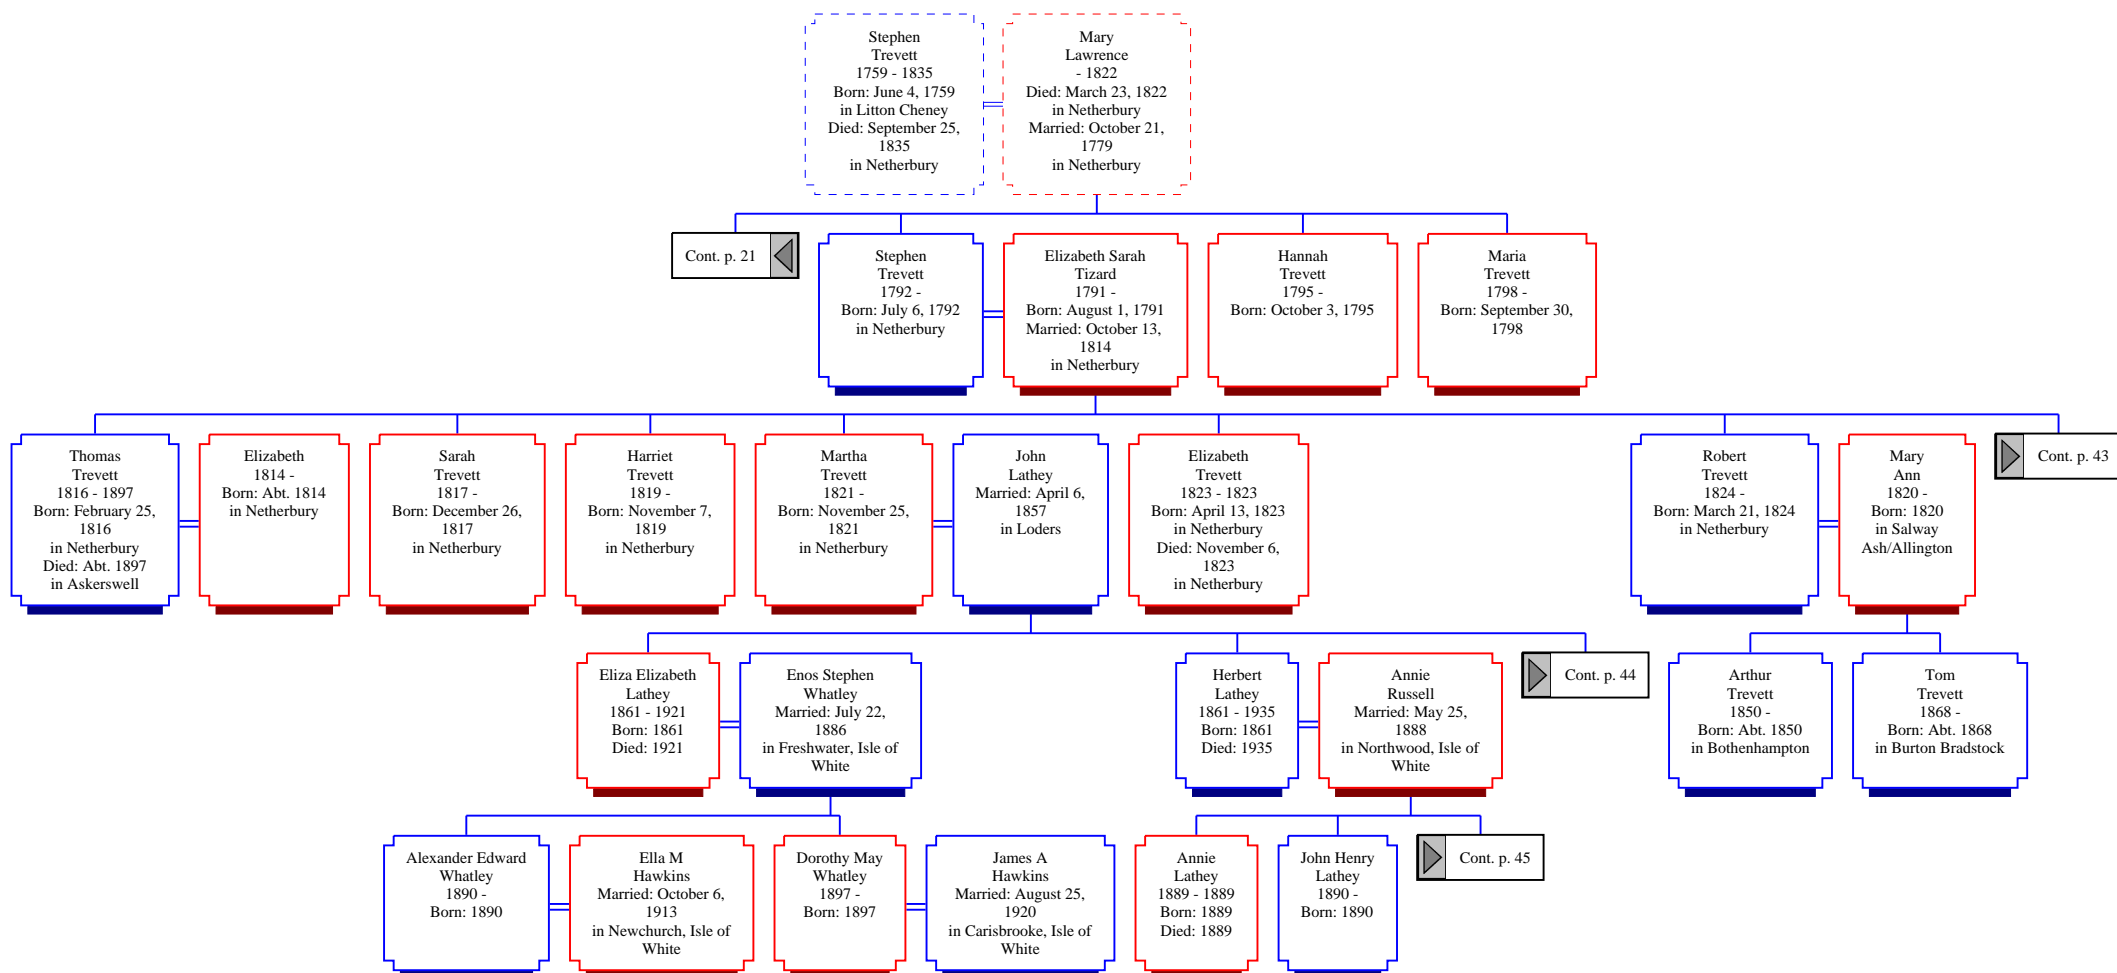 Stephen
Trevett
1759 - 1835
Born: June 4, 1759
in Litton Cheney
Died: September 25,
1835
in Netherbury
Mary
Lawrence
- 1822
Died: March 23, 1822
in Netherbury
Married: October 21,
1779
in Netherbury
Cont. p. 21
Stephen
Trevett
1792 -
Born: July 6, 1792
in Netherbury
Elizabeth Sarah
Tizard
1791 -
Born: August 1, 1791
Married: October 13,
1814
in Netherbury
Hannah
Trevett
1795 -
Born: October 3, 1795
Maria
Trevett
1798 -
Born: September 30,
1798
Thomas
Trevett
1816 - 1897
Born: February 25,
1816
in Netherbury
Died: Abt. 1897
in Askerswell
Elizabeth
1814 -
Born: Abt. 1814
in Netherbury
Sarah
Trevett
1817 -
Born: December 26,
1817
in Netherbury
Harriet
Trevett
1819 -
Born: November 7,
1819
in Netherbury
Martha
Trevett
1821 -
Born: November 25,
1821
in Netherbury
John
Lathey
Married: April 6,
1857
in Loders
Elizabeth
Trevett
1823 - 1823
Born: April 13, 1823
in Netherbury
Died: November 6,
1823
in Netherbury
Robert
Trevett
1824 -
Born: March 21, 1824
in Netherbury
Mary
Ann
1820 -
Born: 1820
in Salway
Ash/Allington
Cont. p. 43
Eliza Elizabeth
Lathey
1861 - 1921
Born: 1861
Died: 1921
Enos Stephen
Whatley
Married: July 22,
1886
in Freshwater, Isle of
White
Herbert
Lathey
1861 - 1935
Born: 1861
Died: 1935
Annie
Russell
Married: May 25,
1888
in Northwood, Isle of
White
Cont. p. 44
Arthur
Trevett
1850 -
Born: Abt. 1850
in Bothenhampton
Tom
Trevett
1868 -
Born: Abt. 1868
in Burton Bradstock
Alexander Edward
Whatley
1890 -
Born: 1890
Ella M
Hawkins
Married: October 6,
1913
in Newchurch, Isle of
White
Dorothy May
Whatley
1897 -
Born: 1897
James A
Hawkins
Married: August 25,
1920
in Carisbrooke, Isle of
White
Annie
Lathey
1889 - 1889
Born: 1889
Died: 1889
John Henry
Lathey
1890 -
Born: 1890
Cont. p. 45